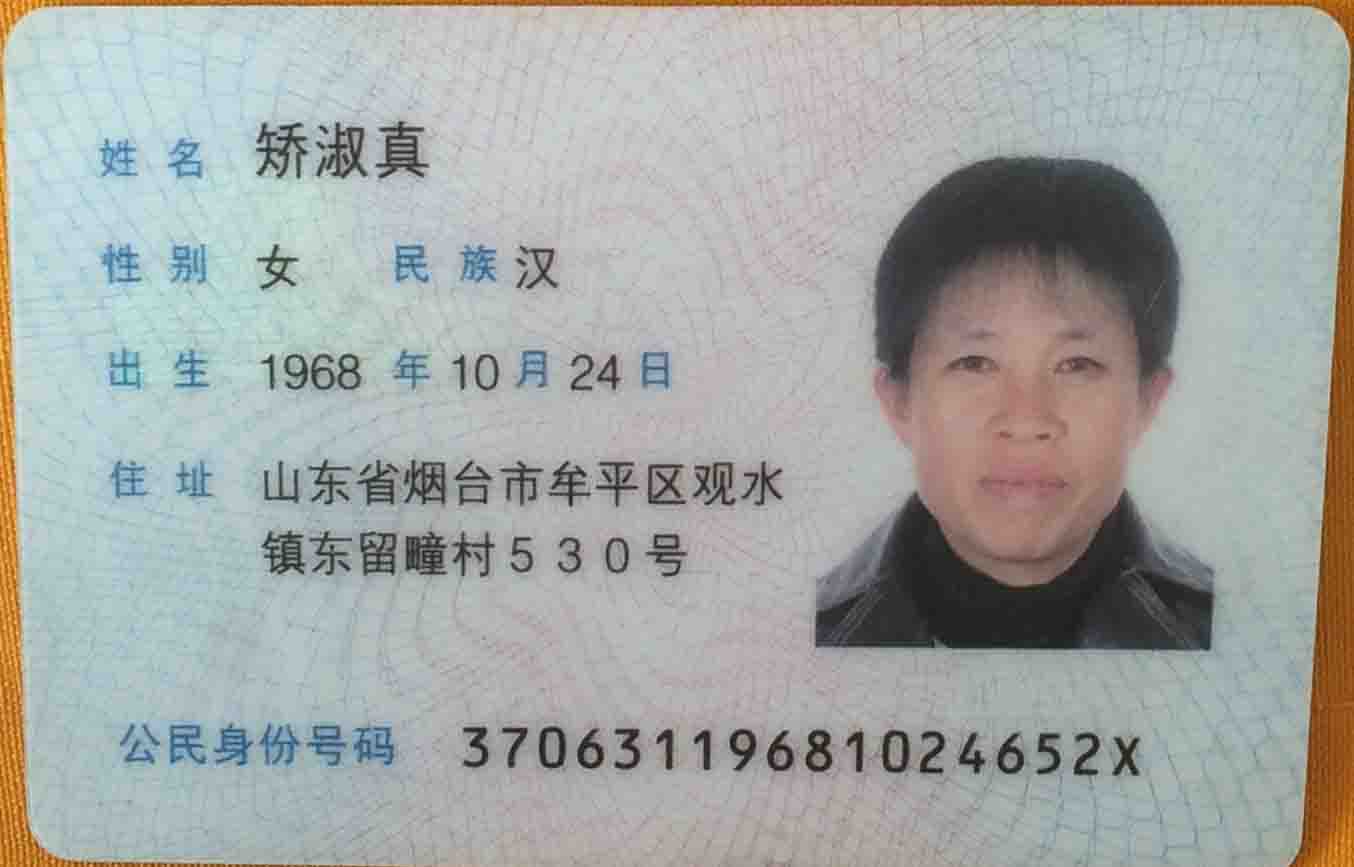 姓名 矫淑真
性别 女 民族 汉
出生 1968 年 10 月 24 日
住址 山东省烟台市牟平区观水
镇东留疃村530号
公民身份号码 37063119681024652X